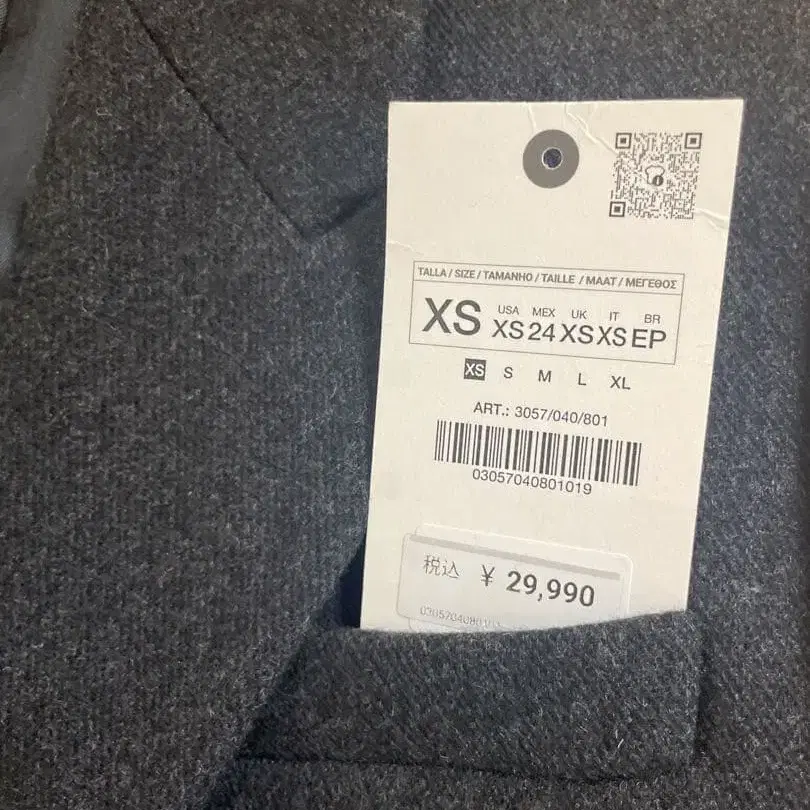 TALLA / SIZE / TAMANHO / TAILLE / MAAT / ΜΕΓΕΘΟΣ
USA MEX UK IT BR
XS XS 24 XS XS EP
XS S M L XL
ART.: 3057/040/801
03057040801019
税込 ¥ 29,990